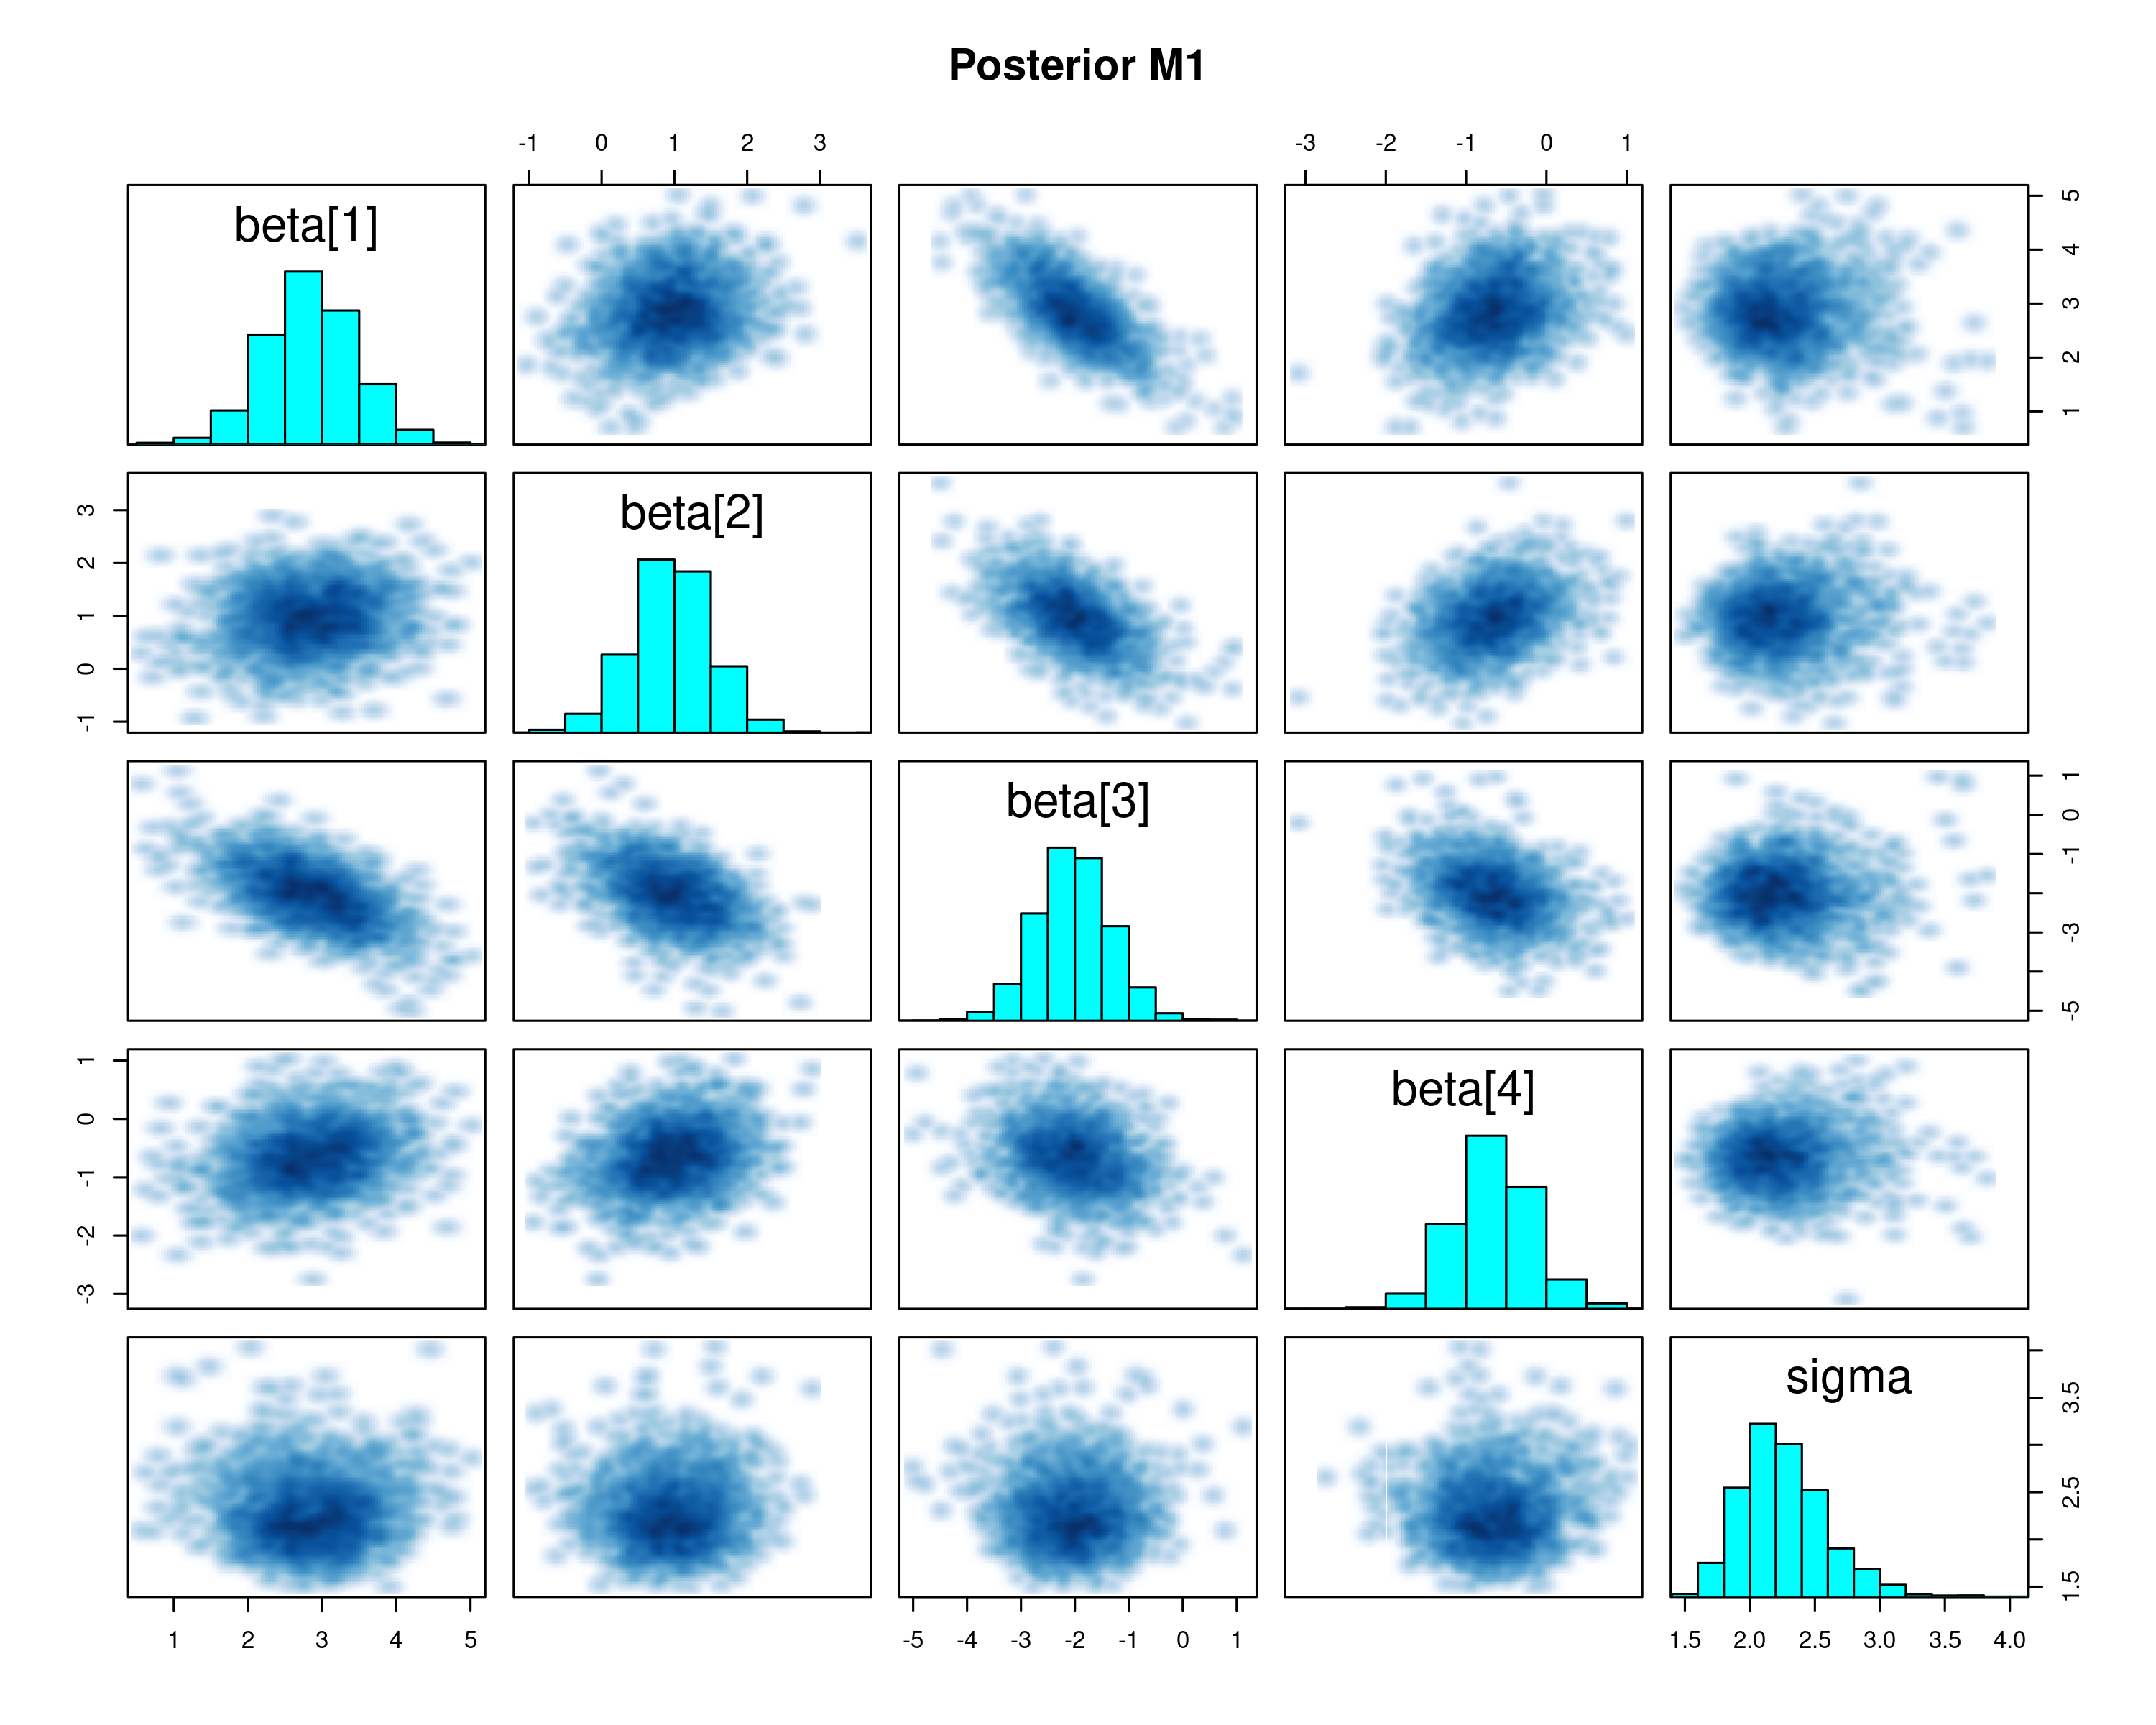 Posterior M1
-1 0 1 2 3 -3 -2 -1 0 1
beta[1]
1 2 3 4 5
beta[2]
-1 0 1 2 3
beta[3]
-5 -3 -1 0 1
beta[4]
-3 -2 -1 0 1
sigma
1.5 2.5 3.5
1 2 3 4 5 -5 -4 -3 -2 -1 0 1 1.5 2.0 2.5 3.0 3.5 4.0